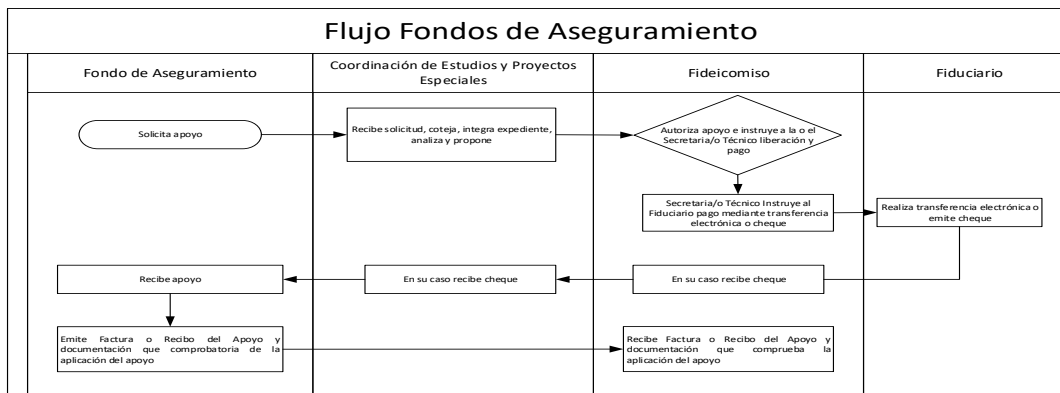 Flujo Fondos de Aseguramiento
Fondo de Aseguramiento
Coordinación de Estudios y Proyectos
Especiales
Fideicomiso
Fiduciario
Solicita apoyo
Recibe solicitud, coteja, integra expediente,
analiza y propone
Autoriza apoyo e instruye a la o el
Secretaria/o Técnico liberación y
pago
Secretaria/o Técnico Instruye al
Fiduciario pago mediante transferencia
electrónica o cheque
Realiza transferencia electrónica o
emite cheque
Recibe apoyo
En su caso recibe cheque
En su caso recibe cheque
Emite Factura o Recibo del Apoyo y
documentación que comprobatoria de la
aplicación del apoyo
Recibe Factura o Recibo del Apoyo y
documentación que comprueba la
aplicación del apoyo